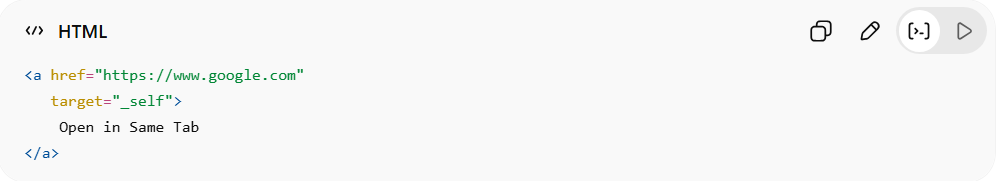 HTML
<a href="https://www.google.com"
target="_self">
Open in Same Tab
</a>